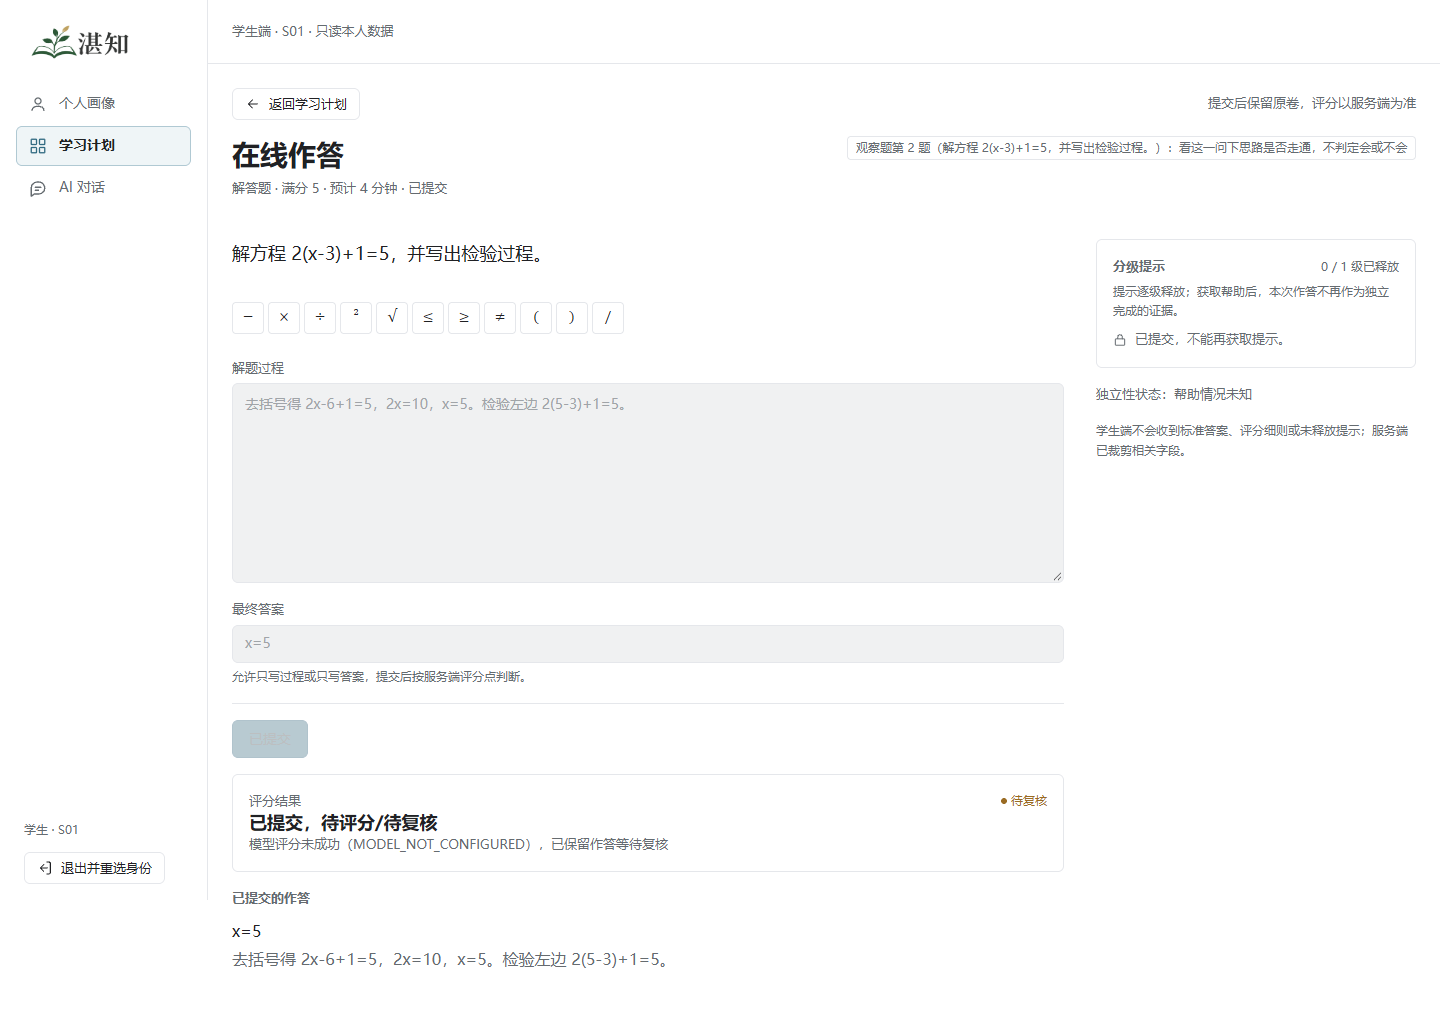 湛知
个人画像
学习计划
AI 对话
学生 · S01
退出并重选身份
学生端 · S01 · 只读本人数据
返回学习计划
提交后保留原卷，评分以服务端为准
在线作答
观察题第 2 题（解方程 2(x-3)+1=5，并写出检验过程。）：看这一问下思路是否走通，不判定会或不会
解答题 · 满分 5 · 预计 4 分钟 · 已提交
解方程 2(x-3)+1=5，并写出检验过程。
− × ÷ ² √ ≤ ≥ ≠ ( ) /
解题过程
去括号得 2x-6+1=5，2x=10，x=5。检验左边 2(5-3)+1=5。
最终答案
x=5
允许只写过程或只写答案，提交后按服务端评分点判断。
已提交
评分结果
待复核
已提交，待评分/待复核
模型评分未成功（MODEL_NOT_CONFIGURED），已保留作答等待复核
已提交的作答
x=5
去括号得 2x-6+1=5，2x=10，x=5。检验左边 2(5-3)+1=5。
分级提示
0 / 1 级已释放
提示逐级释放；获取帮助后，本次作答不再作为独立
完成的证据。
已提交，不能再获取提示。
独立性状态：帮助情况未知
学生端不会收到标准答案、评分细则或未释放提示；服务端
已裁剪相关字段。